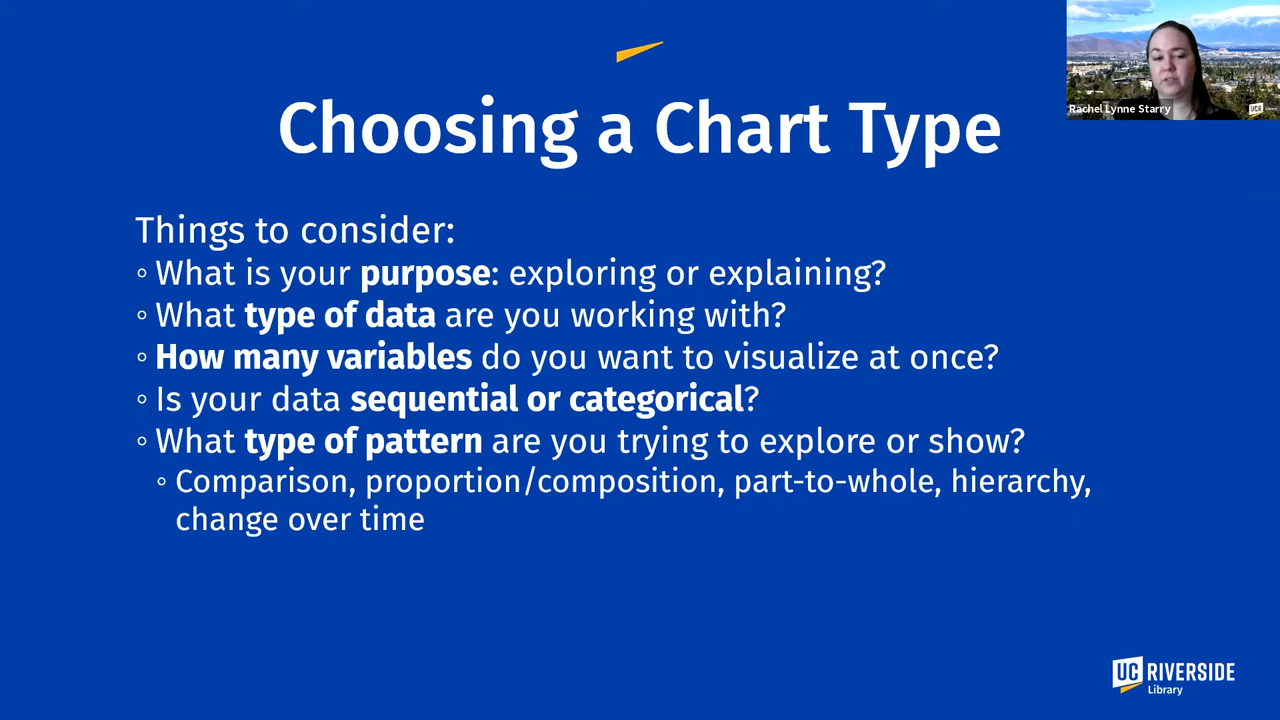 Choosing a Chart Type
Rachel Lynne Starry
UCR
Things to consider:
◦ What is your purpose: exploring or explaining?
◦ What type of data are you working with?
◦ How many variables do you want to visualize at once?
◦ Is your data sequential or categorical?
◦ What type of pattern are you trying to explore or show?
◦ Comparison, proportion/composition, part-to-whole, hierarchy,
change over time
UC RIVERSIDE
Library